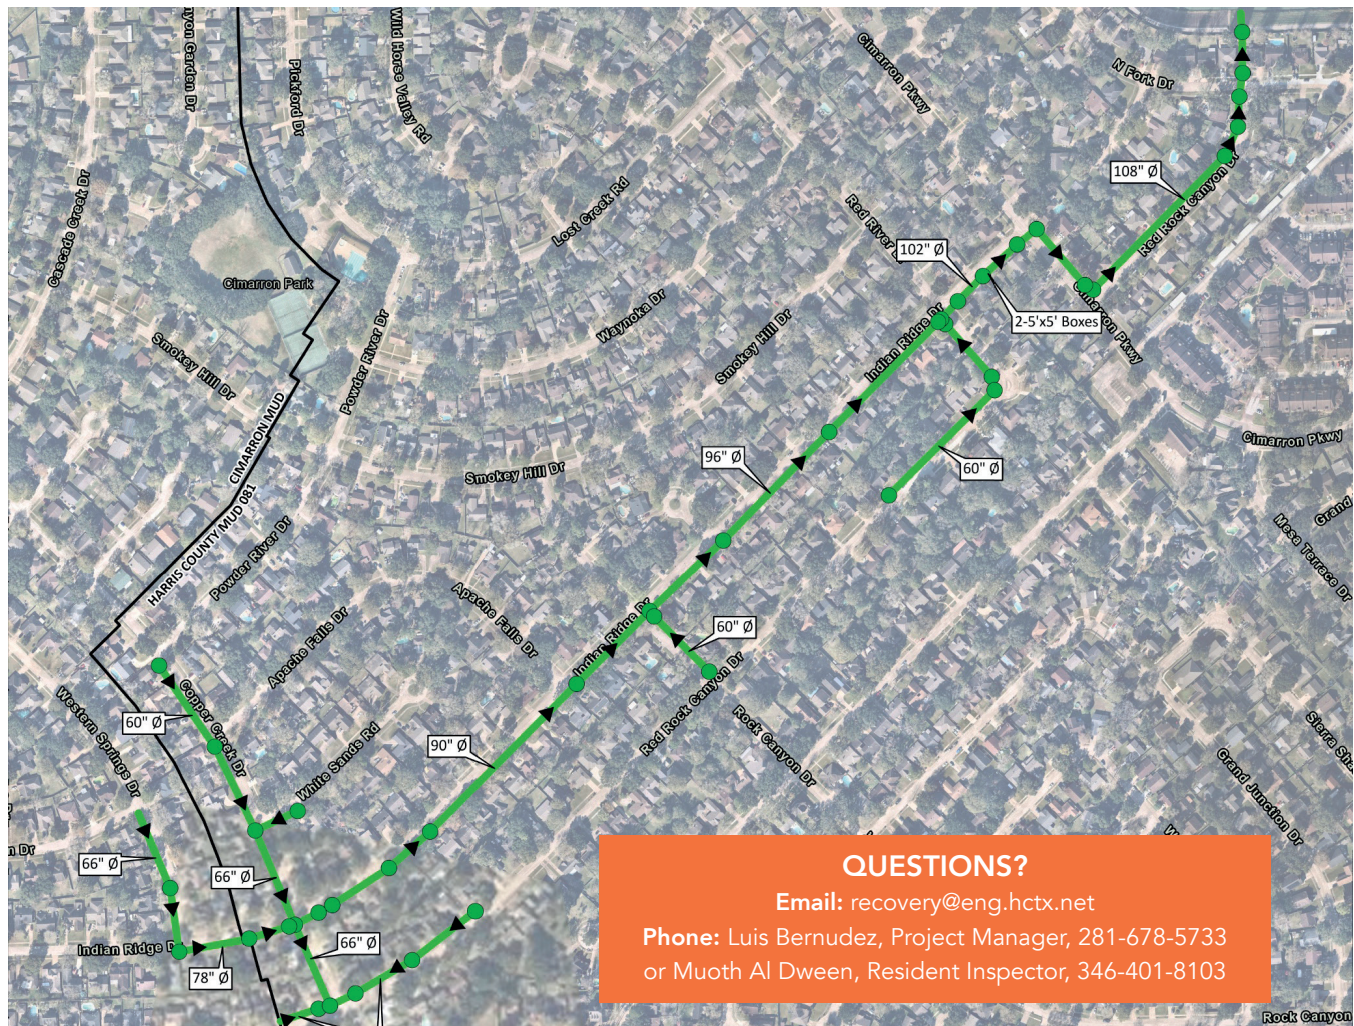 nyon Garden Dr
Pickford Dr
Wild Horse Valley Rd
Cimarron Pkwy
N Fork Dr
Cascade Creek Dr
Lost Creek Rd
Red River
108" Ø
Red Rock Canyon Dr
102" Ø
Cimarron Park
Waynoka Dr
Smokey Hill Dr
Powder River Dr
Smokey Hill Dr
Indian Ridge Dr
2-5'x5' Boxes
Cimarron Pkwy
CIMARRON MUD
HARRIS COUNTY MUD 081
Smokey Hill Dr
96" Ø
60" Ø
Cimarron Pkwy
Grand
Mesa Terrace Dr
Powder River Dr
Apache Falls Dr
Apache Falls Dr
Indian Ridge Dr
60" Ø
Red Rock Canyon Dr
Rock Canyon Dr
Copper Creek Dr
Western Springs Dr
60" Ø
White Sands Rd
90" Ø
Sierra Sha
Grand Junction Dr
W
n Dr
66" Ø
66" Ø
Indian Ridge D
78" Ø
66" Ø
QUESTIONS?
Email: recovery@eng.hctx.net
Phone: Luis Bernudez, Project Manager, 281-678-5733
or Muoth Al Dween, Resident Inspector, 346-401-8103
Rock Canyon